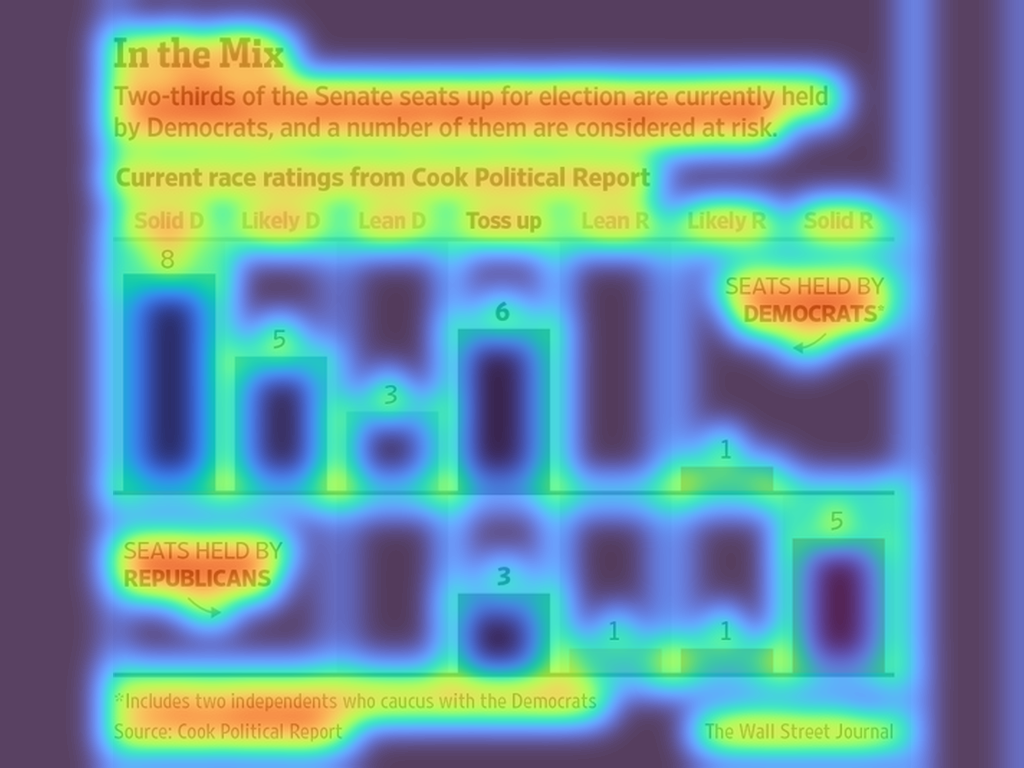 In the Mix
Two-thirds of the Senate seats up for election are currently held
by Democrats, and a number of them are considered at risk.
Current race ratings from Cook Political Report
Solid D Likely D Lean D Toss up Lean R Likely R Solid R
8
5
3
6
1
SEATS HELD BY
DEMOCRATS*
SEATS HELD BY
REPUBLICANS
3
1
1
5
*Includes two independents who caucus with the Democrats
Source: Cook Political Report
The Wall Street Journal